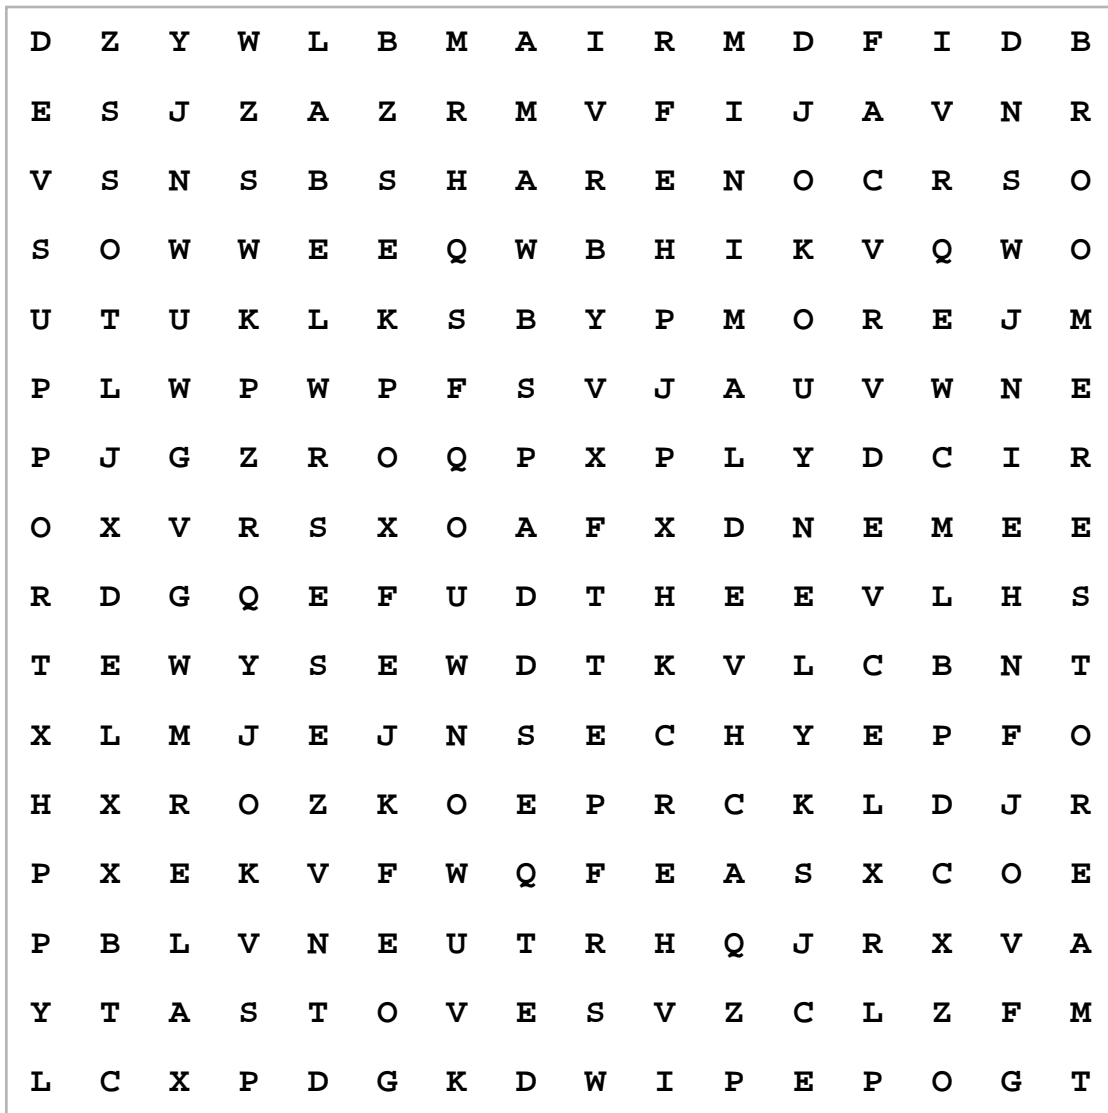 D Z Y W L B M A I R M D F I D B
E S J Z A Z R M V F I J A V N R
V S N S B S H A R E N O C R S O
S O W W E E Q W B H I K V Q W O
U T U K L K S B Y P M O R E J M
P L W P W P F S V J A U V W N E
P J G Z R O Q P X P L Y D C I R
O X V R S X O A F X D N E M E E
R D G Q E F U D T H E E V L H S
T E W Y S E W D T K V L C B N T
X L M J E J N S E C H Y E P F O
H X R O Z K O E P R C K L D J R
P X E K V F W Q F E A S X C O E
P B L V N E U T R H Q J R X V A
Y T A S T O V E S V Z C L Z F M
L C X P D G K D W I P E P O G T